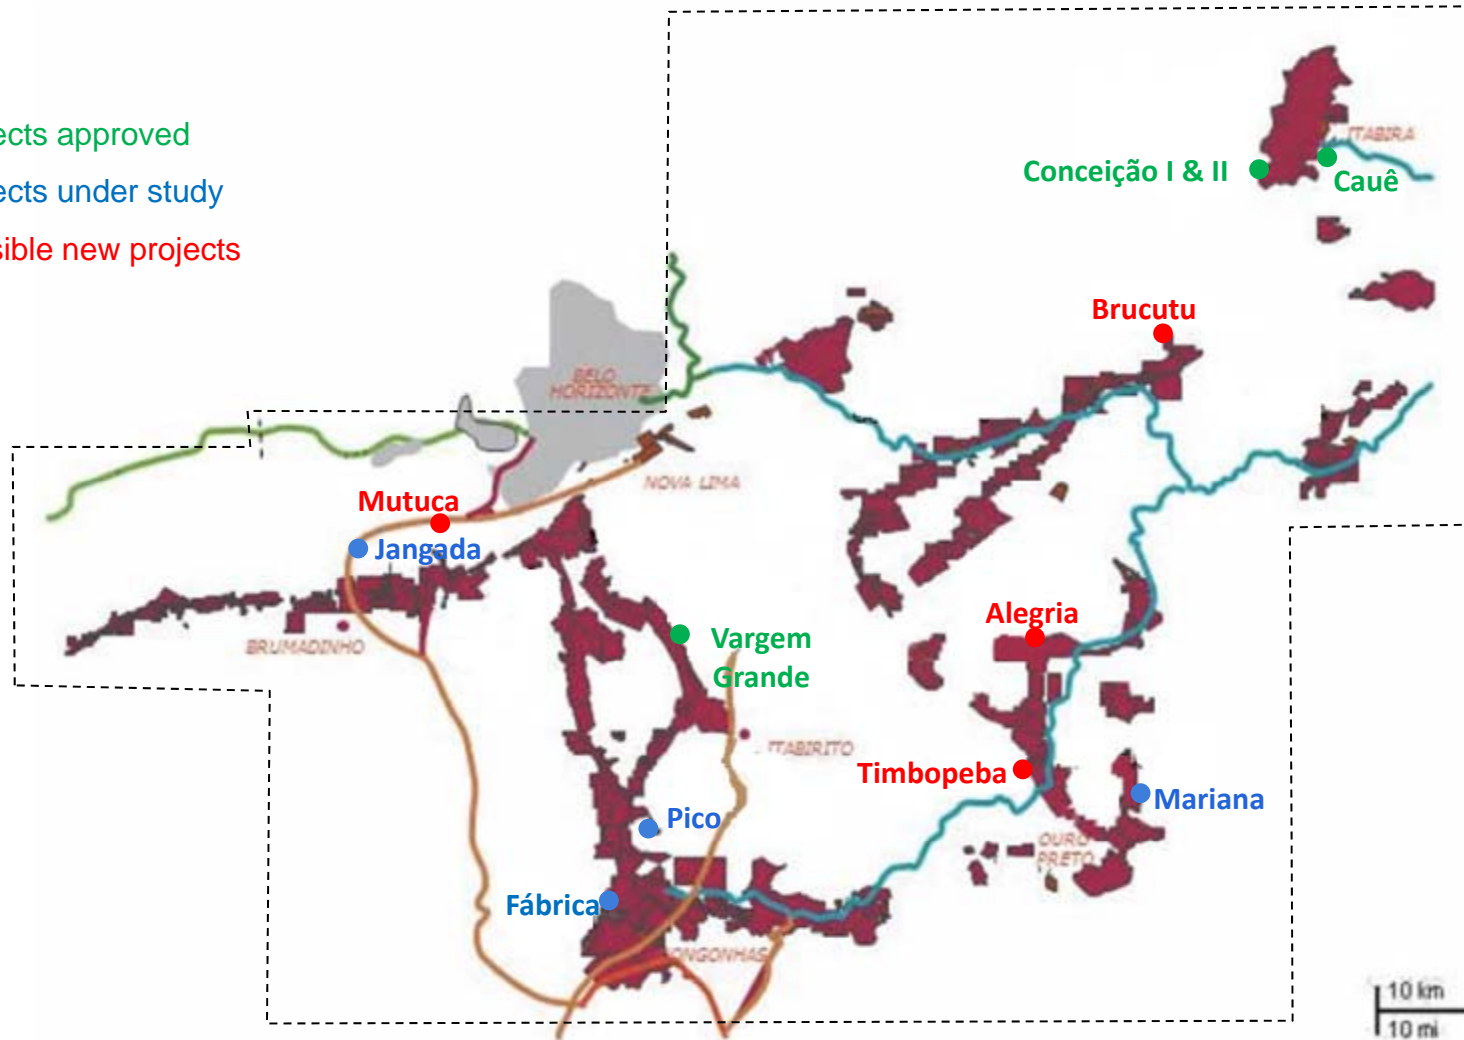 ects approved
ects under study
sible new projects
ITABIRA
Conceição I & II
Cauê
Brucutu
BELO
HORIZONTE
NOVA LIMA
Mutuca
Jangada
Alegria
BRUMADINHO
Vargem
Grande
ITABIRITO
Timbopeba
Mariana
Pico
OURO
PRETO
Fábrica
ONGONHAS
10 km
10 mi